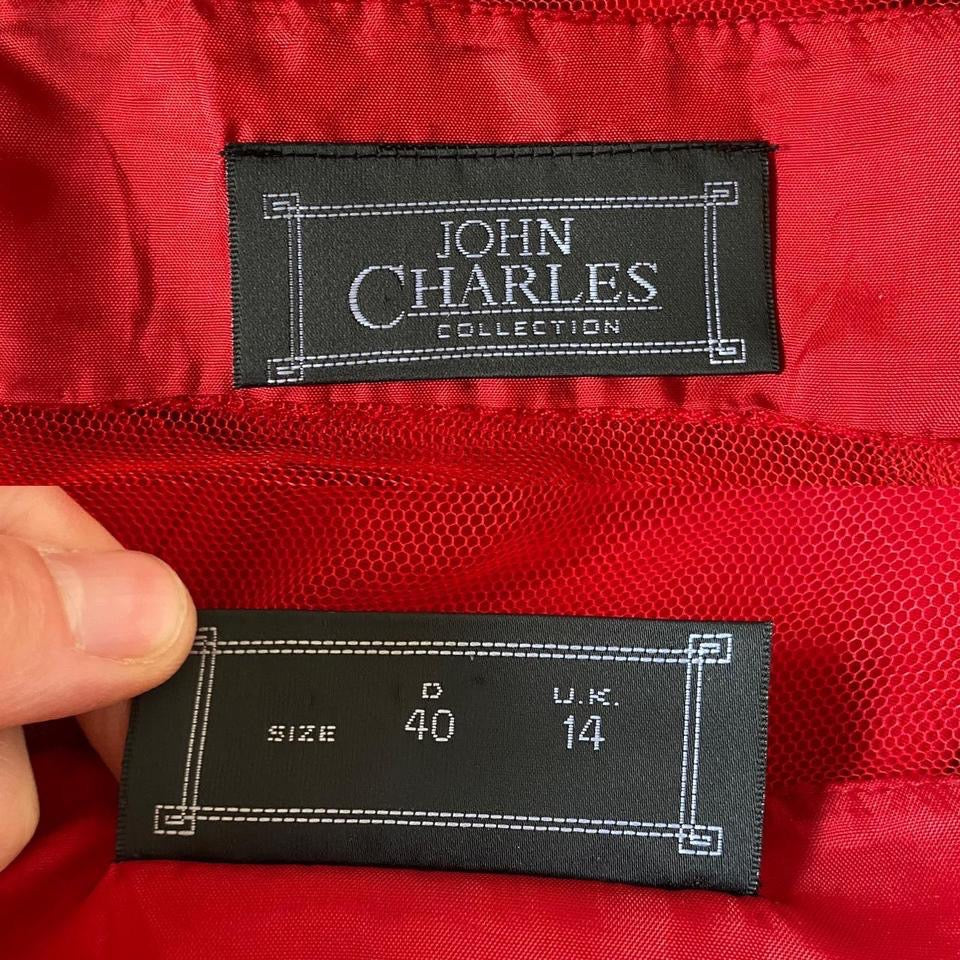 JOHN
CHARLES
COLLECTION
D U.K.
SIZE 40 14